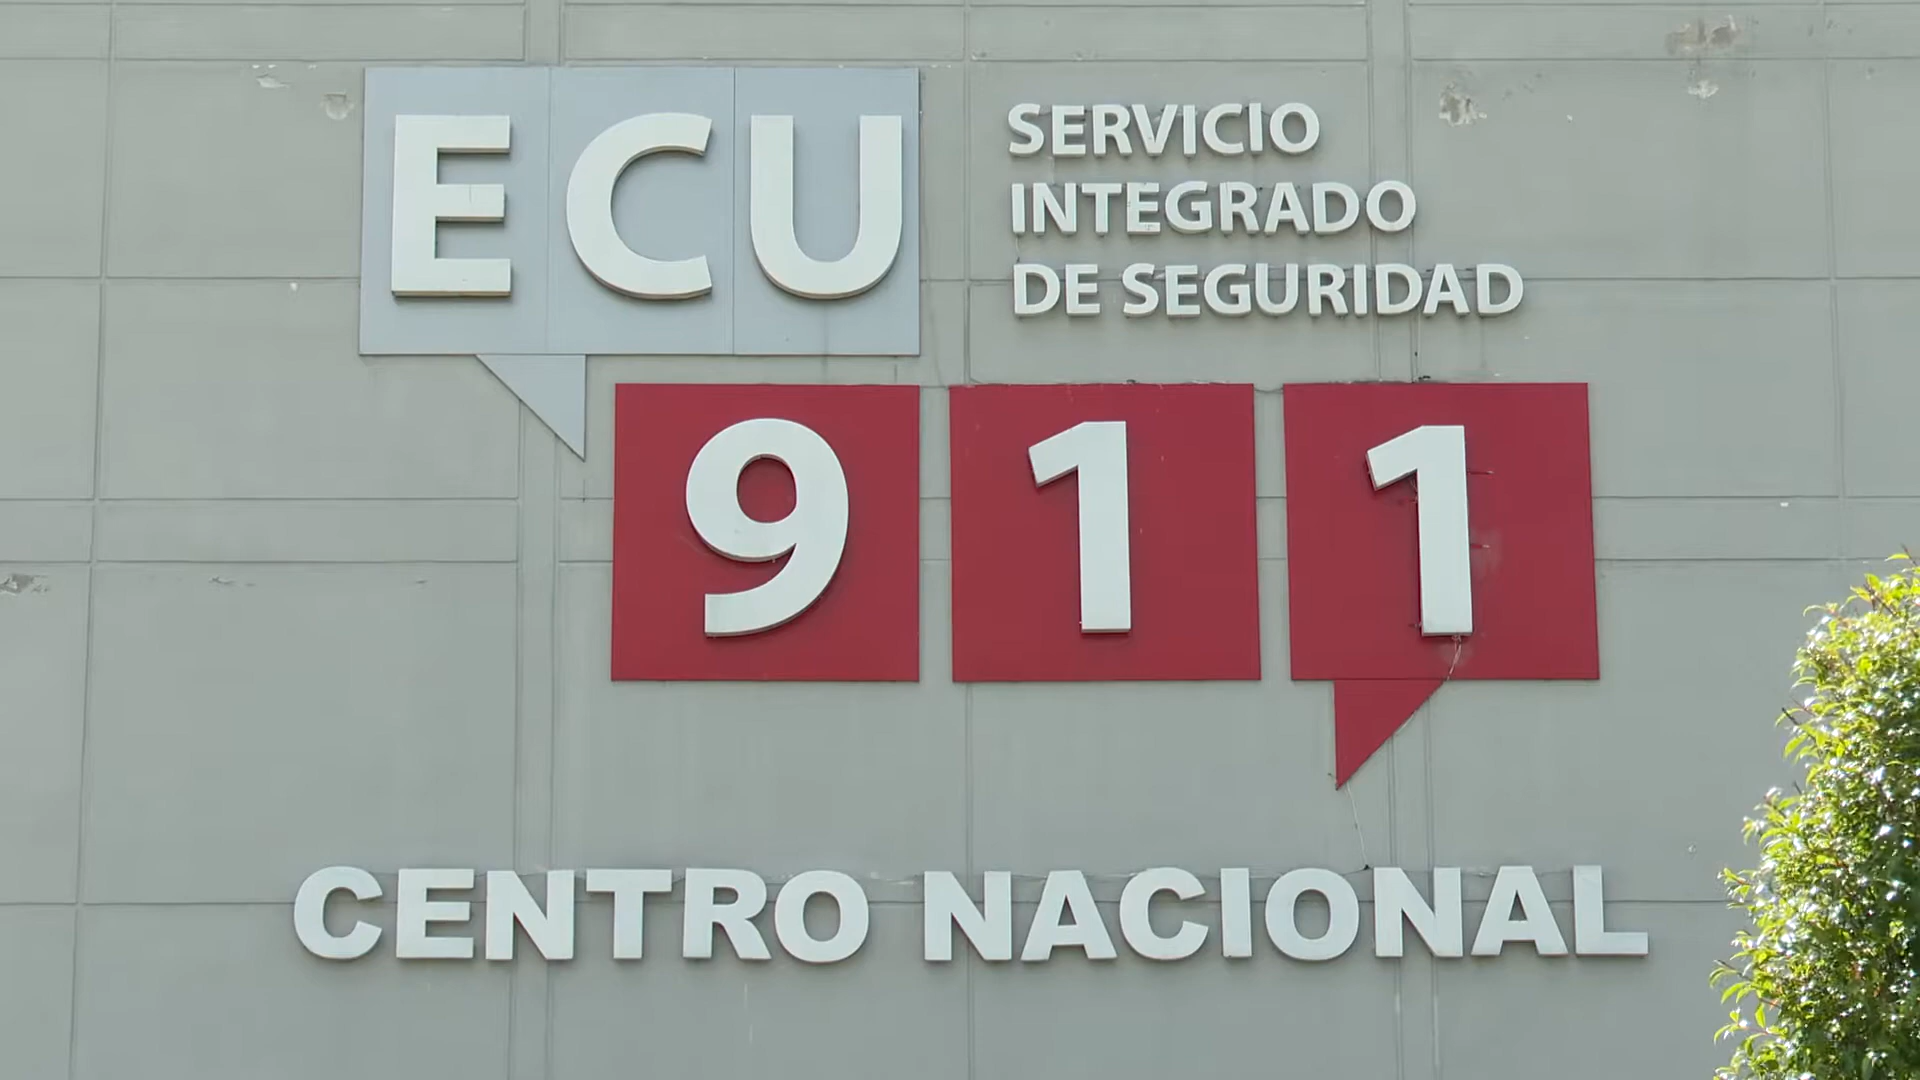 ECU
SERVICIO
INTEGRADO
DE SEGURIDAD
911
CENTRO NACIONAL